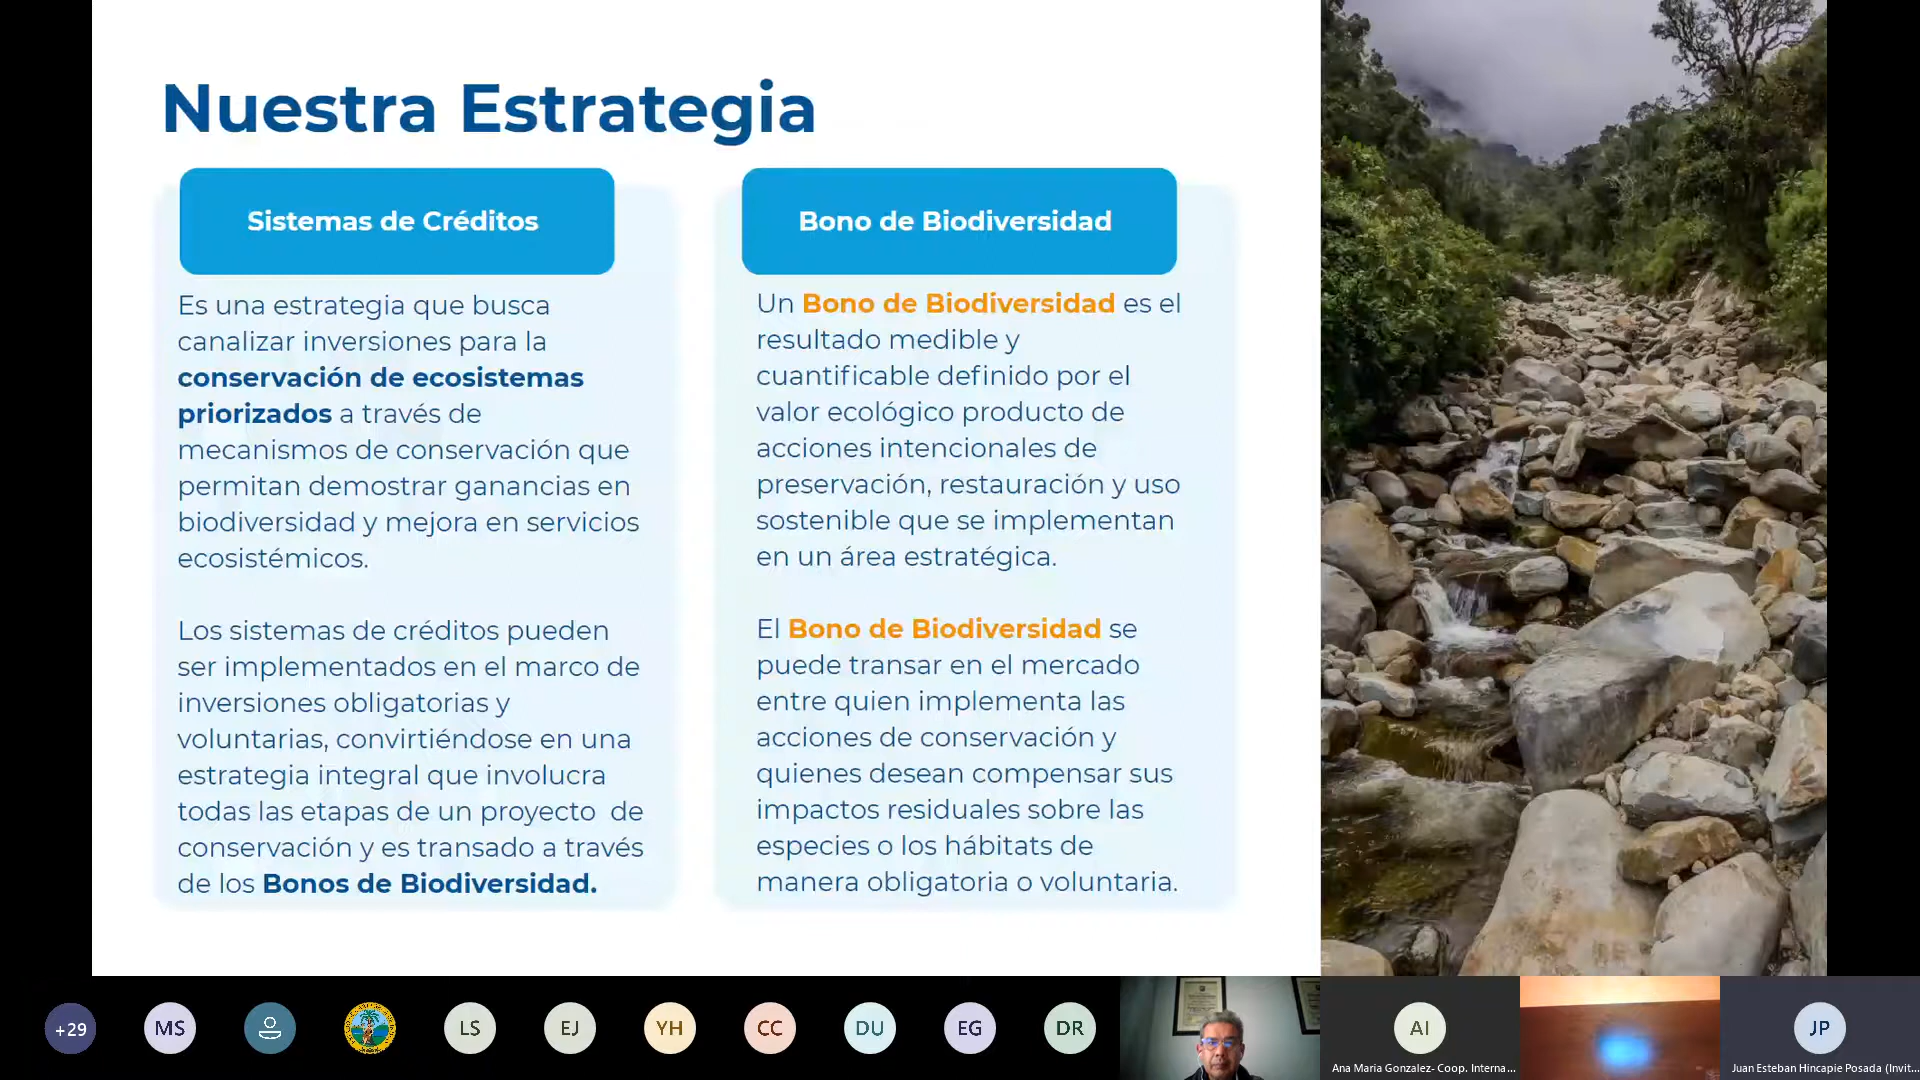 Nuestra Estrategia
Sistemas de Créditos
Es una estrategia que busca
canalizar inversiones para la
conservación de ecosistemas
priorizados a través de
mecanismos de conservación que
permitan demostrar ganancias en
biodiversidad y mejora en servicios
ecosistémicos.
Los sistemas de créditos pueden
ser implementados en el marco de
inversiones obligatorias y
voluntarias, convirtiéndose en una
estrategia integral que involucra
todas las etapas de un proyecto de
conservación y es transado a través
de los Bonos de Biodiversidad.
Bono de Biodiversidad
Un Bono de Biodiversidad es el
resultado medible y
cuantificable definido por el
valor ecológico producto de
acciones intencionales de
preservación, restauración y uso
sostenible que se implementan
en un área estratégica.
El Bono de Biodiversidad se
puede transar en el mercado
entre quien implementa las
acciones de conservación y
quienes desean compensar sus
impactos residuales sobre las
especies o los hábitats de
manera obligatoria o voluntaria.
+29
MS
LS
EJ
YH
CC
DU
EG
DR
AI
Ana Maria Gonzalez- Coop. Interna...
JP
Juan Esteban Hincapie Posada (Invit...